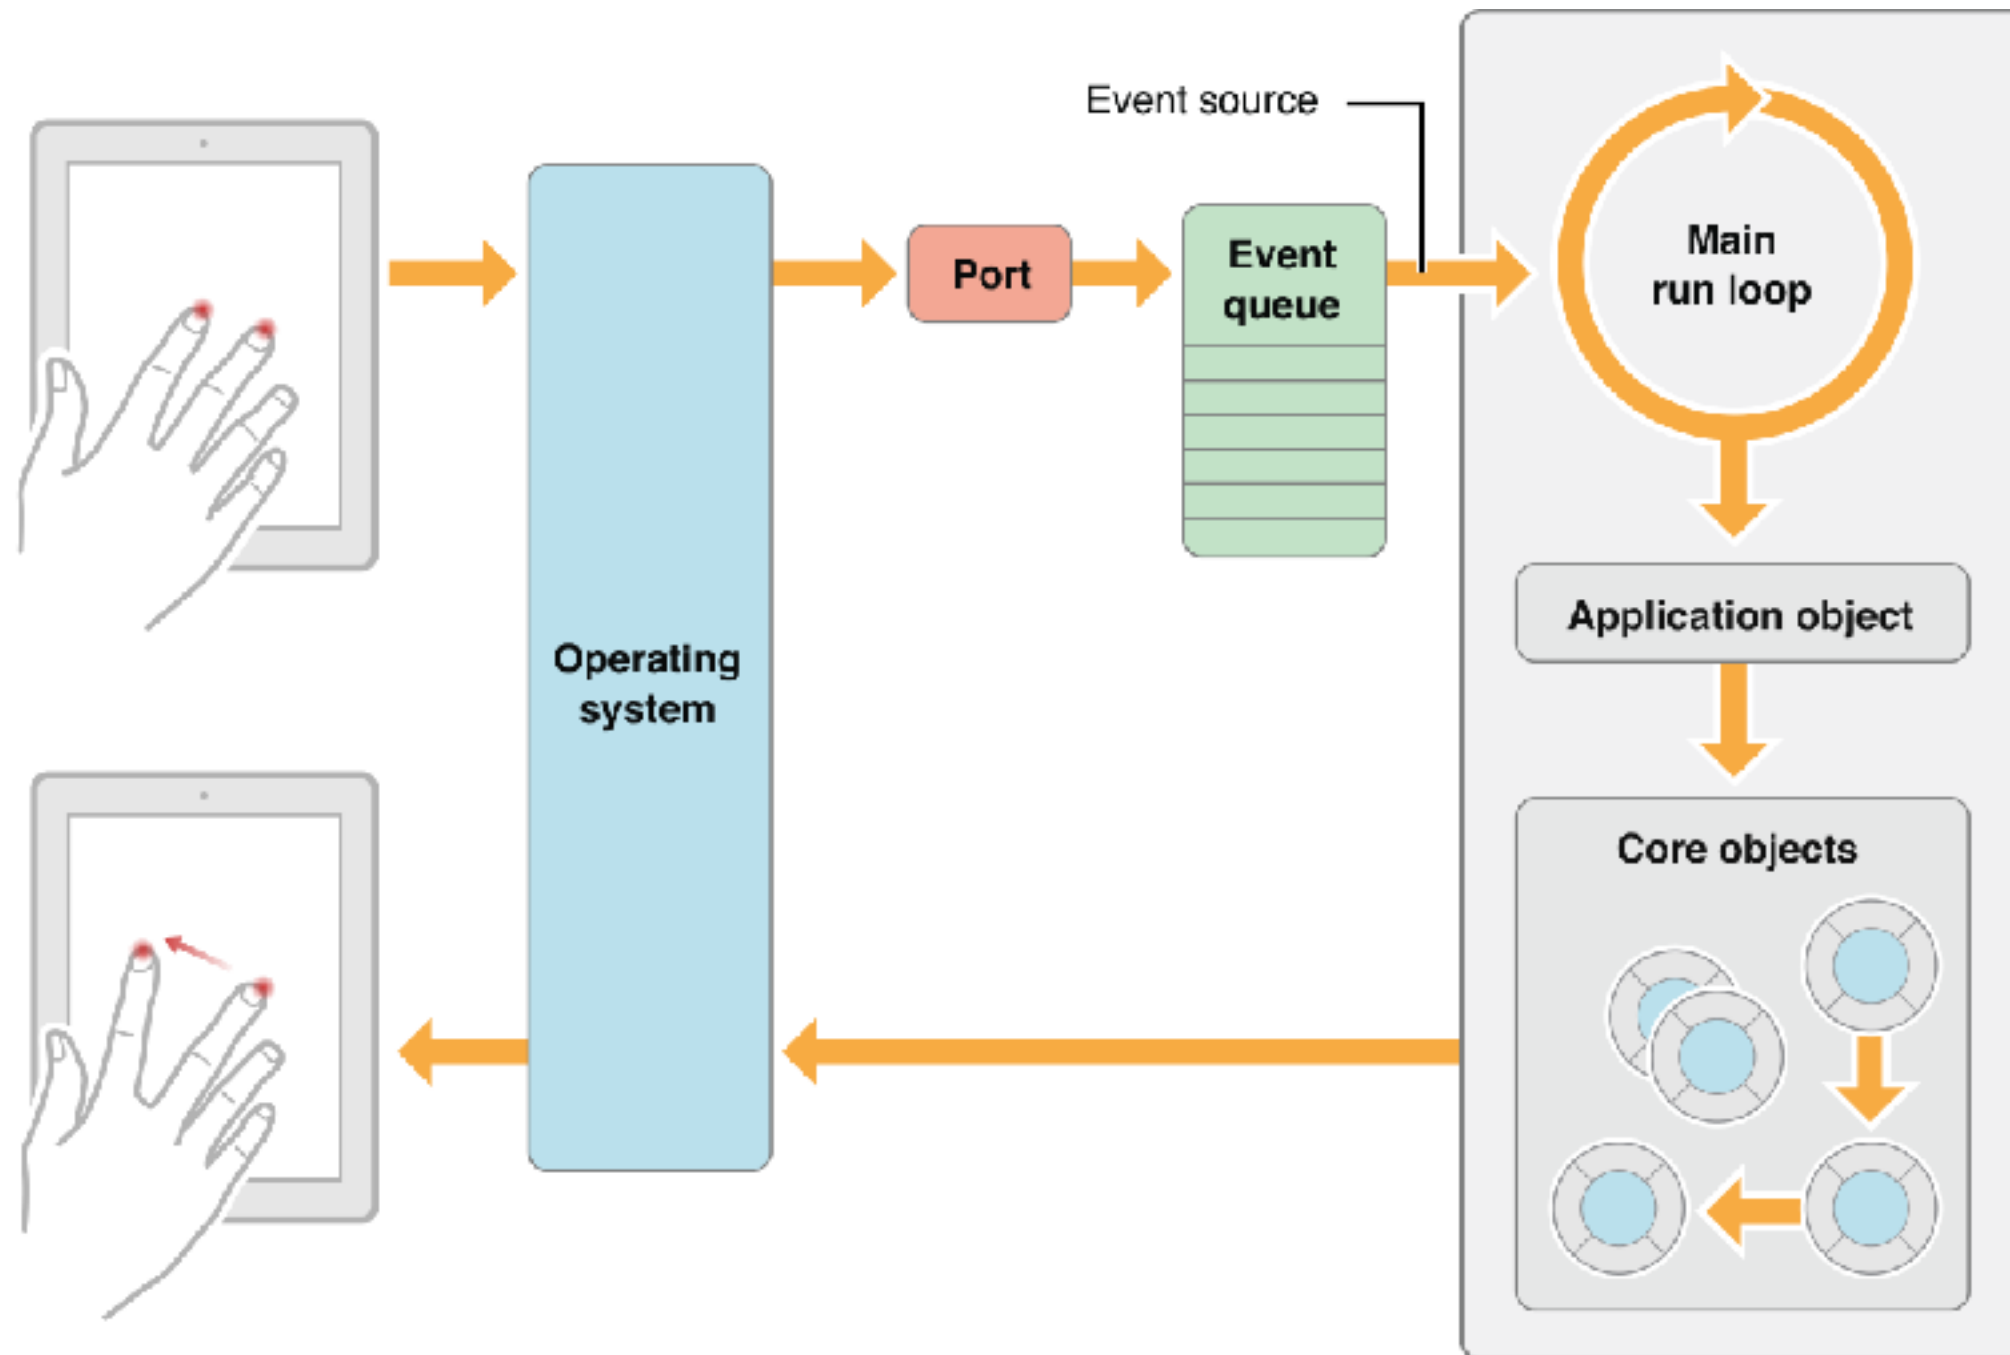 Event source
Port
Event
queue
Main
run loop
Operating
system
Application object
Core objects